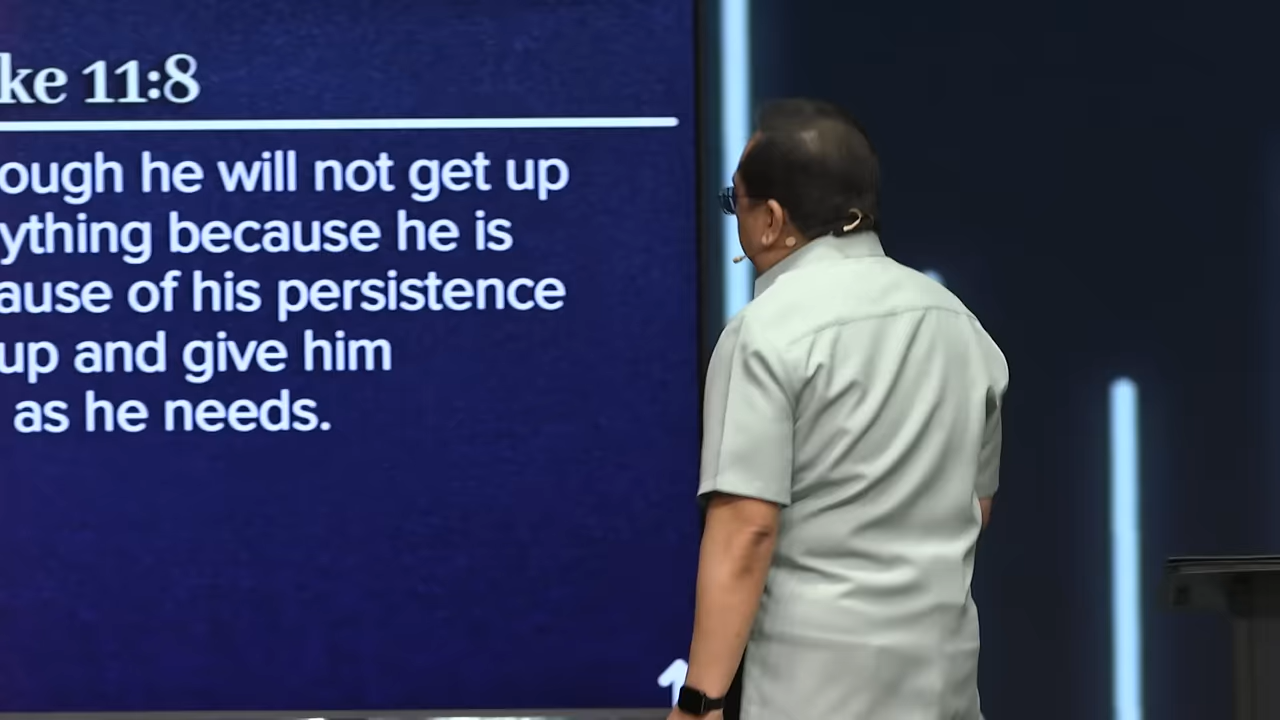 ke 11:8
ough he will not get up
ything because he is
ause of his persistence
up and give him
as he needs.